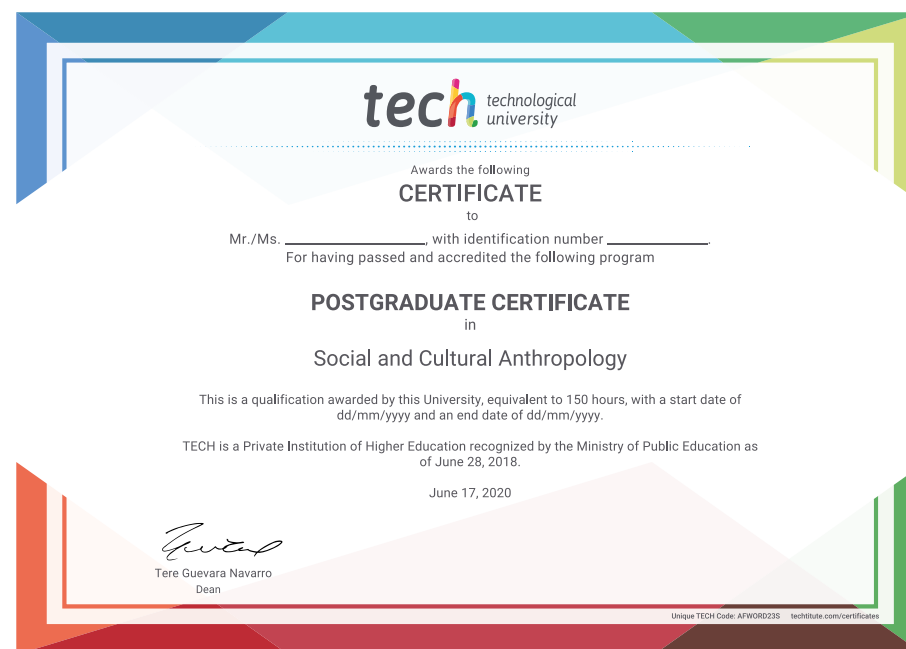 tech technological
university
Awards the following
CERTIFICATE
to
Mr./Ms. ____________________, with identification number ______________.
For having passed and accredited the following program
POSTGRADUATE CERTIFICATE
in
Social and Cultural Anthropology
This is a qualification awarded by this University, equivalent to 150 hours, with a start date of
dd/mm/yyyy and an end date of dd/mm/yyyy.
TECH is a Private Institution of Higher Education recognized by the Ministry of Public Education as
of June 28, 2018.
June 17, 2020
Tere Guevara Navarro
Dean
Unique TECH Code: AFWORD23S techtitute.com/certificates